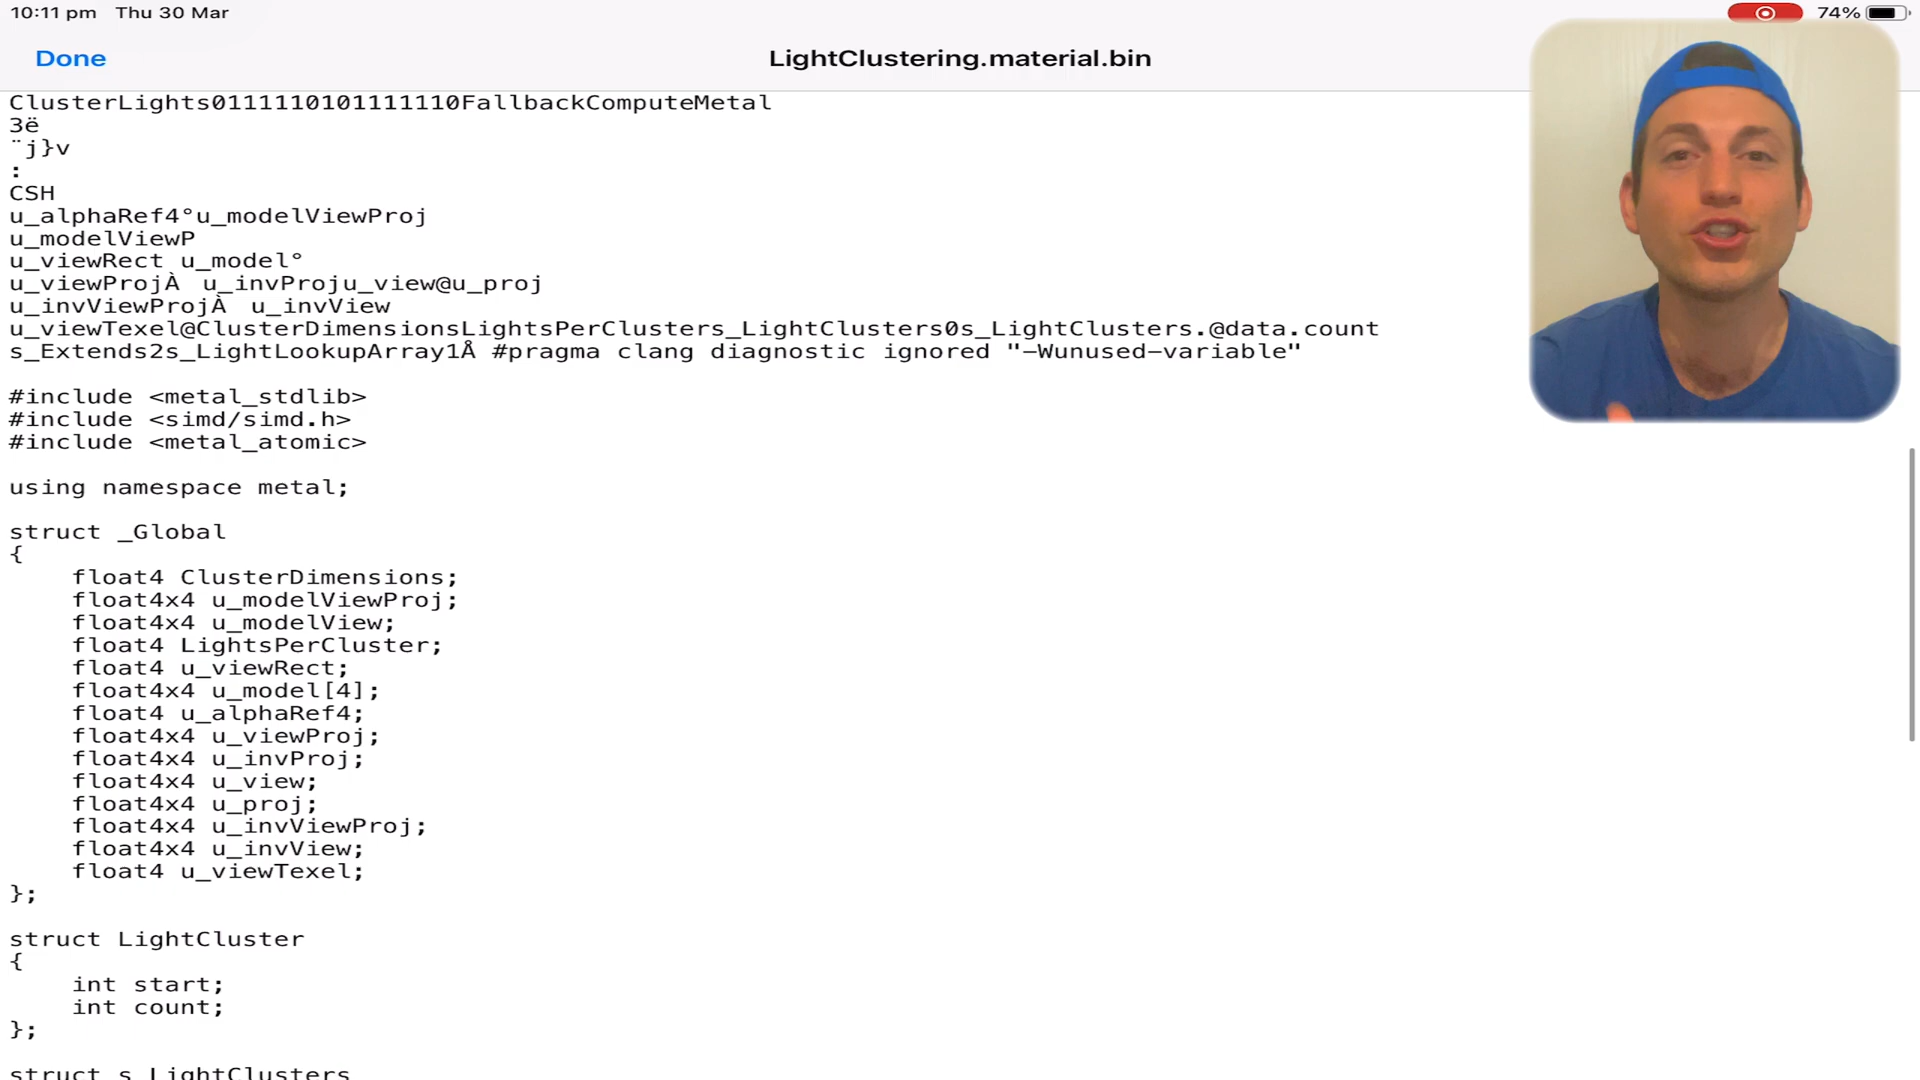 10:11 pm Thu 30 Mar
74%
Done
LightClustering.material.bin
ClusterLights0111110101111110FallbackComputeMetal
3ë
¨j}v
:
CSH
u_alphaRef4°u_modelViewProj
u_modelViewP
u_viewRect u_model°
u_viewProjÀ u_invProju_view@u_proj
u_invViewProjÀ u_invView
u_viewTexel@ClusterDimensionsLightsPerClusters_LightClusters0s_LightClusters.@data.count
s_Extends2s_LightLookupArray1Â #pragma clang diagnostic ignored "-Wunused-variable"
#include <metal_stdlib>
#include <simd/simd.h>
#include <metal_atomic>
using namespace metal;
struct _Global
{
float4 ClusterDimensions;
float4x4 u_modelViewProj;
float4x4 u_modelView;
float4 LightsPerCluster;
float4 u_viewRect;
float4x4 u_model[4];
float4 u_alphaRef4;
float4x4 u_viewProj;
float4x4 u_invProj;
float4x4 u_view;
float4x4 u_proj;
float4x4 u_invViewProj;
float4x4 u_invView;
float4 u_viewTexel;
};
struct LightCluster
{
int start;
int count;
};
struct s_LightClusters